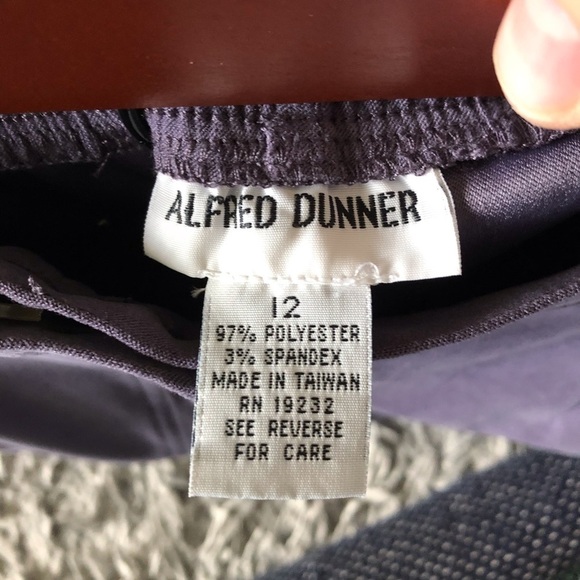 ALFRED DUNNER
12
97% POLYESTER
3% SPANDEX
MADE IN TAIWAN
RN 19232
SEE REVERSE
FOR CARE